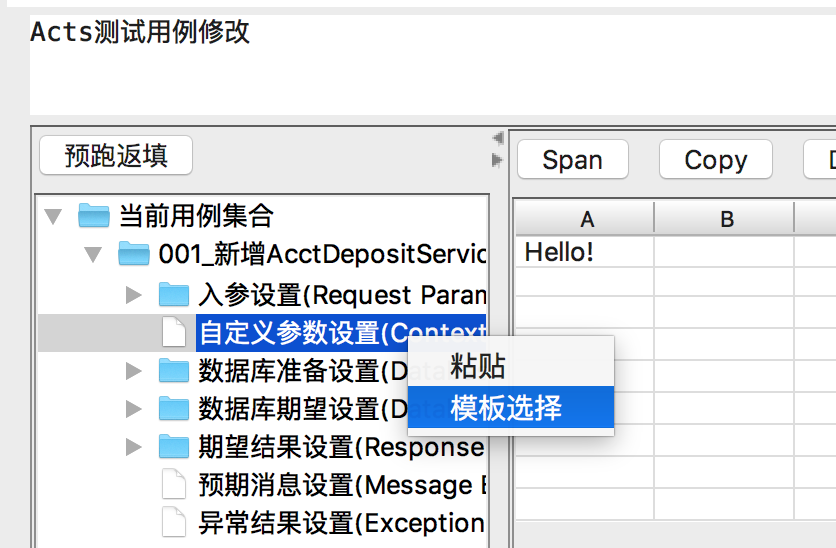 Acts测试用例修改
预跑返填
Span Copy
当前用例集合
A B
001_新增AcctDepositServic
Hello!
入参设置(Request Param
自定义参数设置(Context
粘贴
数据库准备设置(Da
模板选择
数据库期望设置(Da
期望结果设置(Response
预期消息设置(Message
异常结果设置(Exception